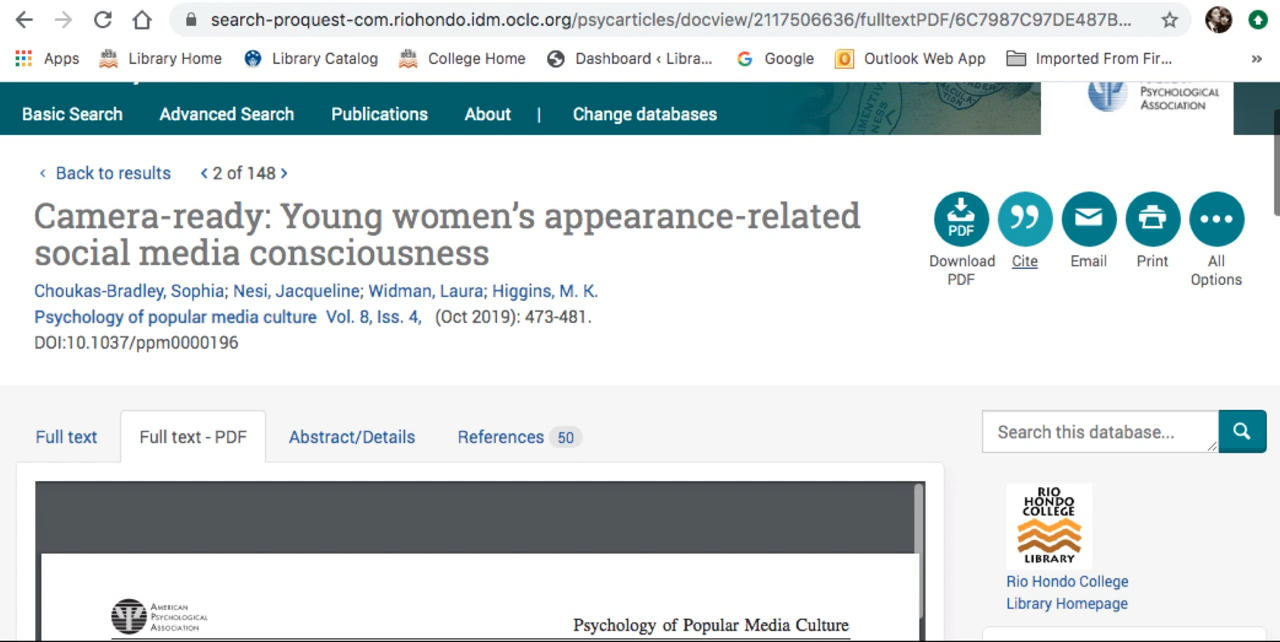 search-proquest-com.riohondo.idm.oclc.org/psycarticles/docview/2117506636/fulltextPDF/6C7987C97DE487B...
Apps Library Home Library Catalog College Home Dashboard ‹ Libra... Google Outlook Web App Imported From Fir... »
PSYCHOLOGICAL
ASSOCIATION
Basic Search Advanced Search Publications About | Change databases
‹ Back to results ‹ 2 of 148 ›
Camera-ready: Young women’s appearance-related
social media consciousness
Choukas-Bradley, Sophia; Nesi, Jacqueline; Widman, Laura; Higgins, M. K.
Psychology of popular media culture Vol. 8, Iss. 4, (Oct 2019): 473-481.
DOI:10.1037/ppm0000196
PDF
Download
PDF
Cite
Email
Print
All
Options
Full text Full text - PDF Abstract/Details References 50
Search this database...
RIO
HONDO
COLLEGE
LIBRARY
Rio Hondo College
Library Homepage
AMERICAN
PSYCHOLOGICAL
ASSOCIATION
Psychology of Popular Media Culture